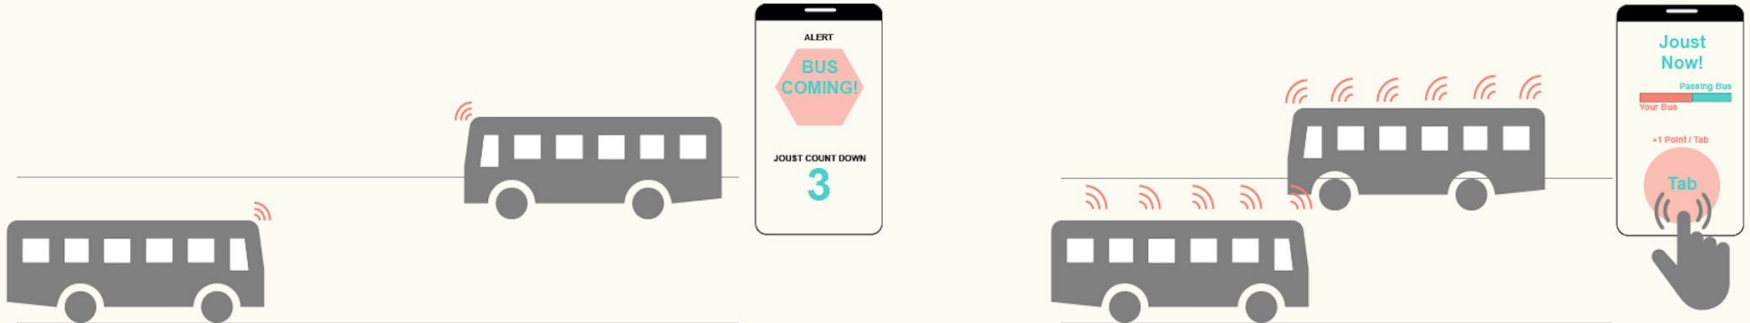 ALERT
BUS
COMING!
JOUST COUNT DOWN
3
Joust
Now!
Passing Bus
Your Bus
+1 Point / Tab
Tab